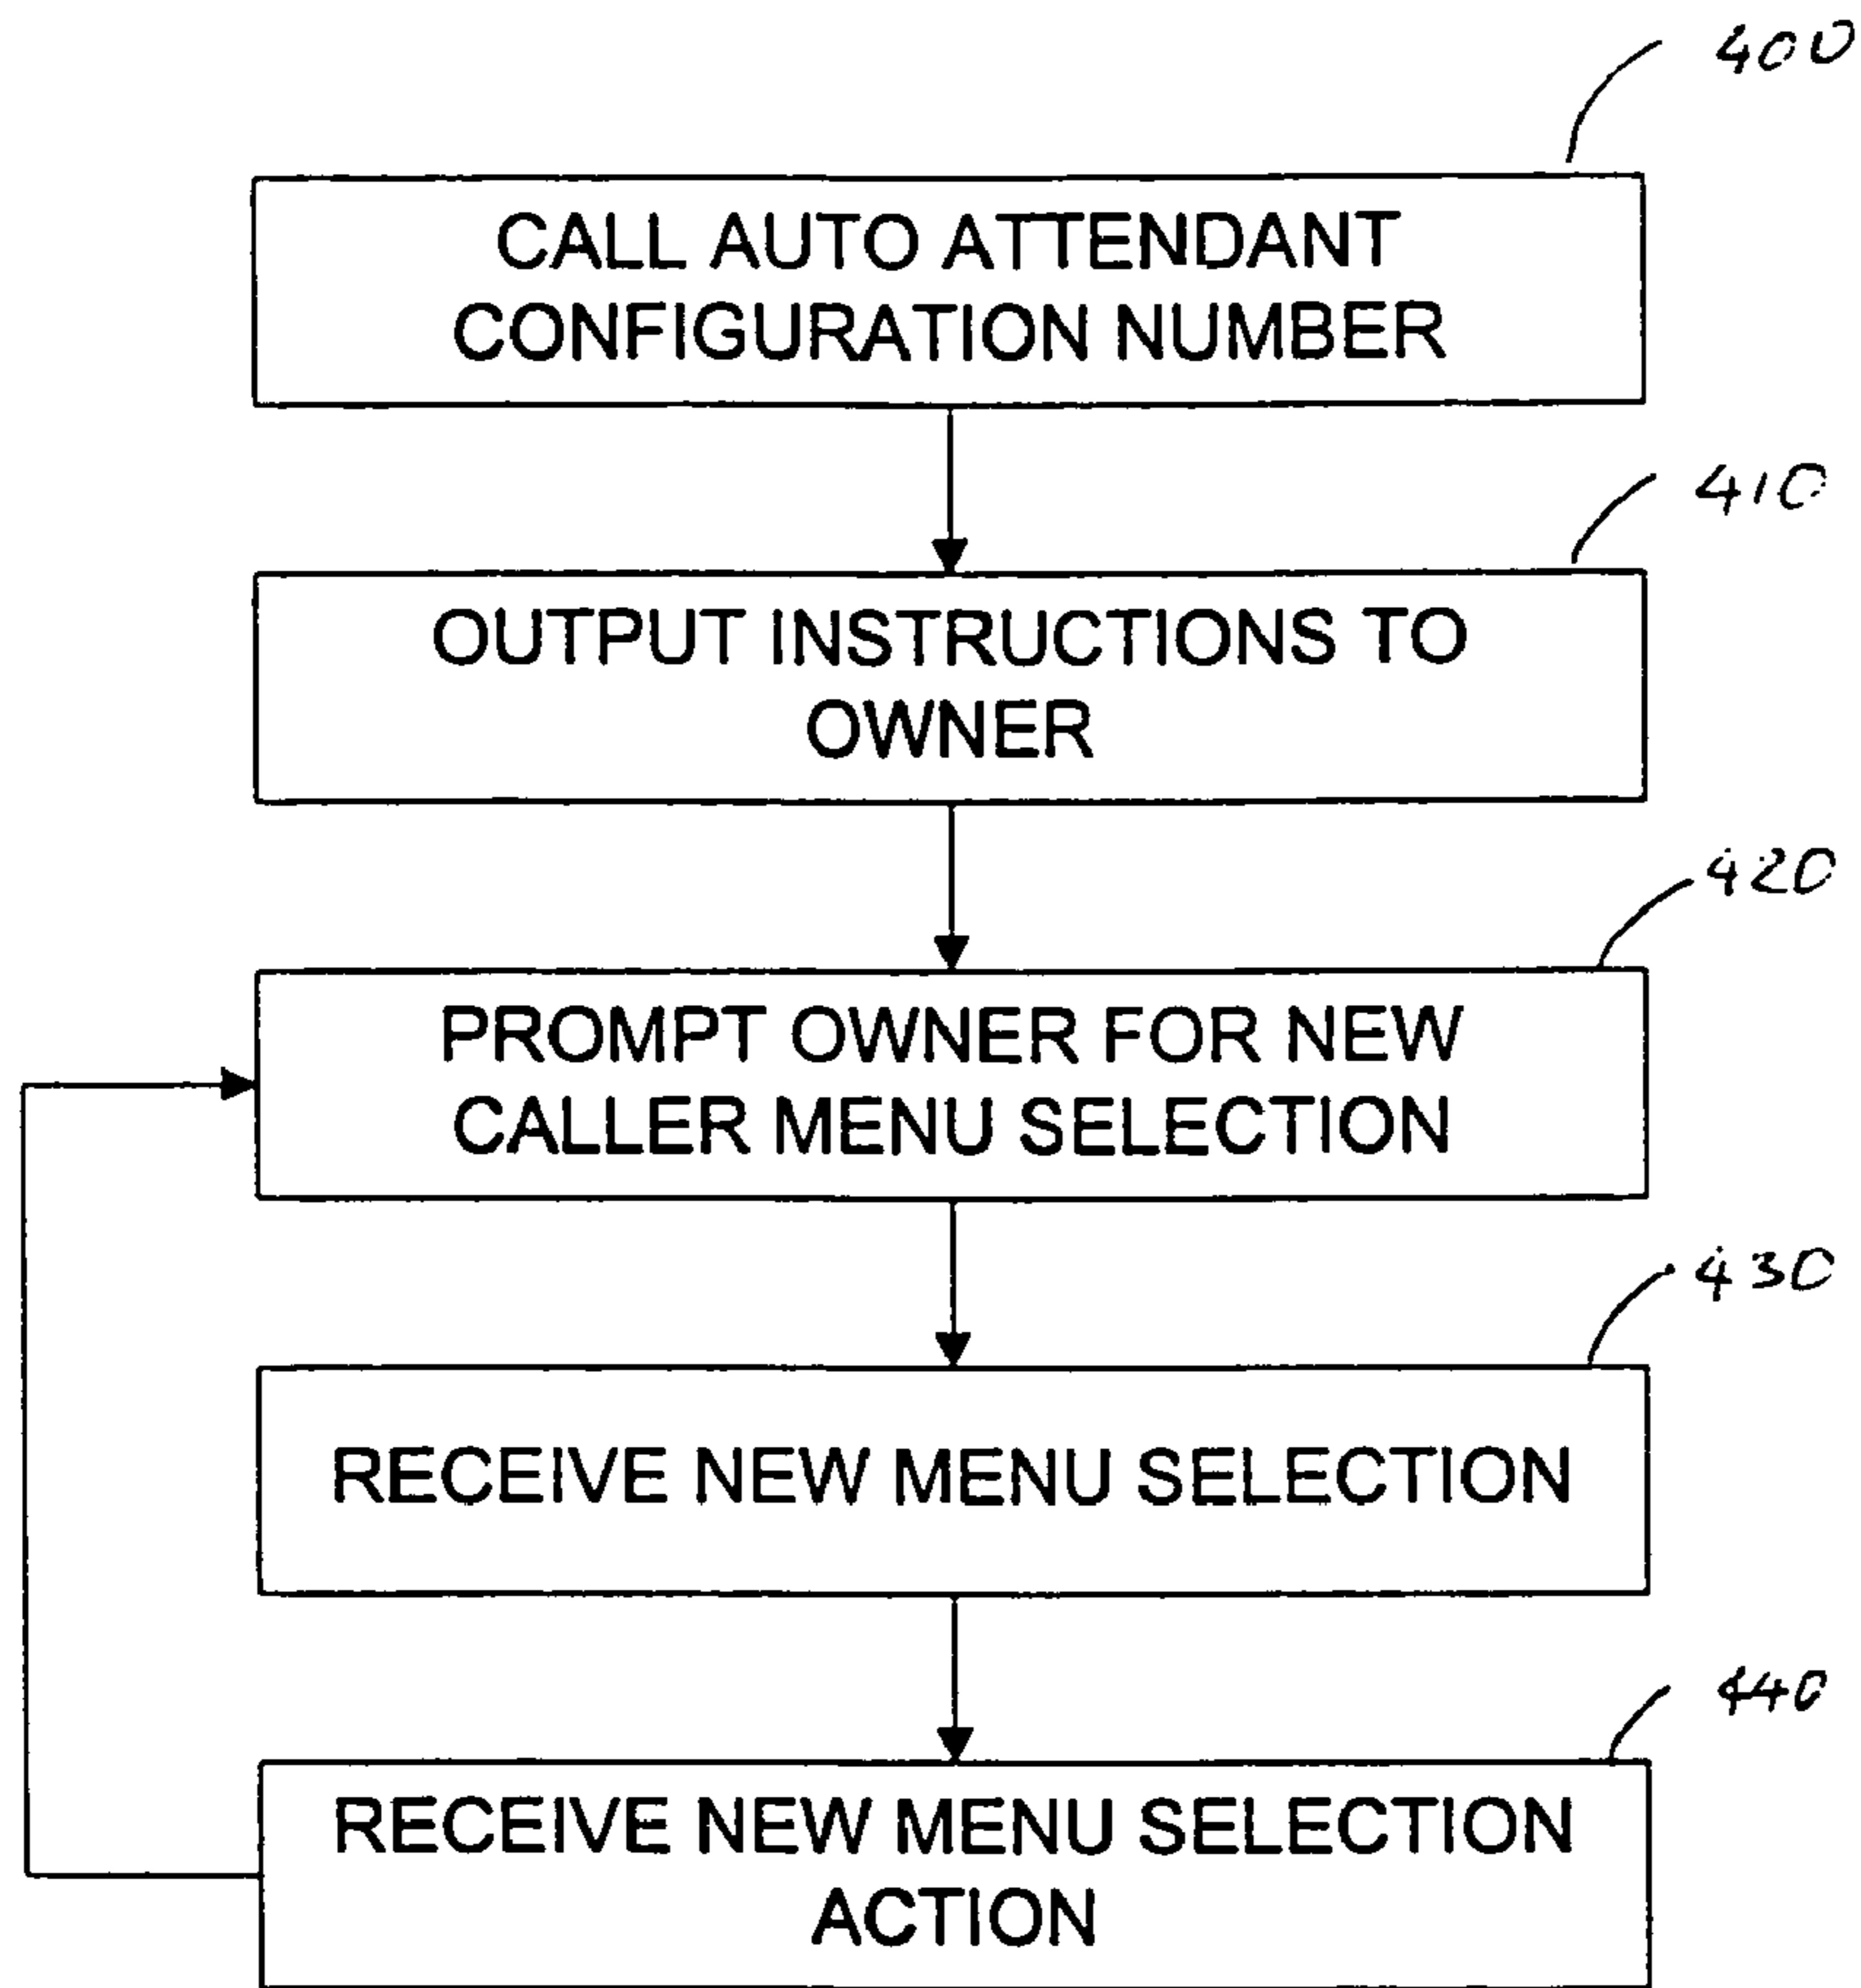 400
CALL AUTO ATTENDANT
CONFIGURATION NUMBER
410
OUTPUT INSTRUCTIONS TO
OWNER
420
PROMPT OWNER FOR NEW
CALLER MENU SELECTION
430
RECEIVE NEW MENU SELECTION
440
RECEIVE NEW MENU SELECTION
ACTION